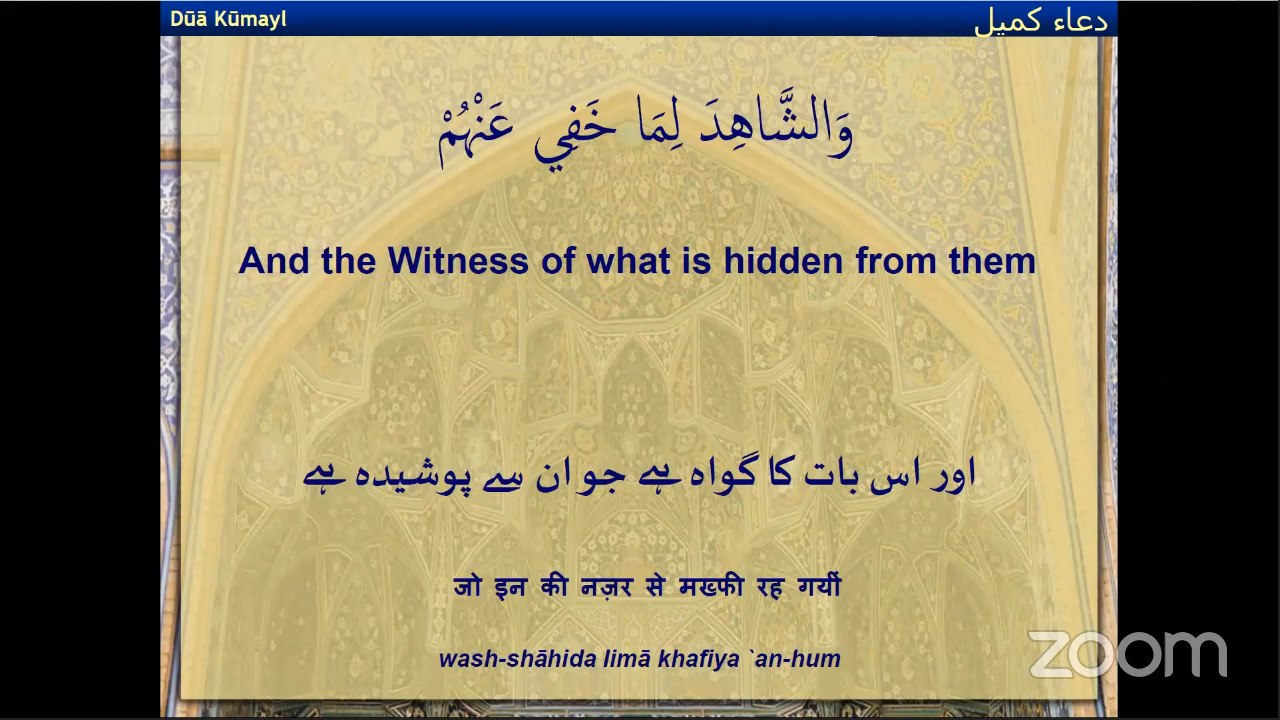 Dūā Kūmayl
دعاء كميل
وَالشَّاهِدَ لِمَا خَفِيَ عَنْهُمْ
And the Witness of what is hidden from them
اور اس بات کا گواہ ہے جو ان سے پوشیدہ ہے
जो इन की नज़र से मख्फी रह गयीं
wash-shāhida limā khafiya `an-hum
zoom